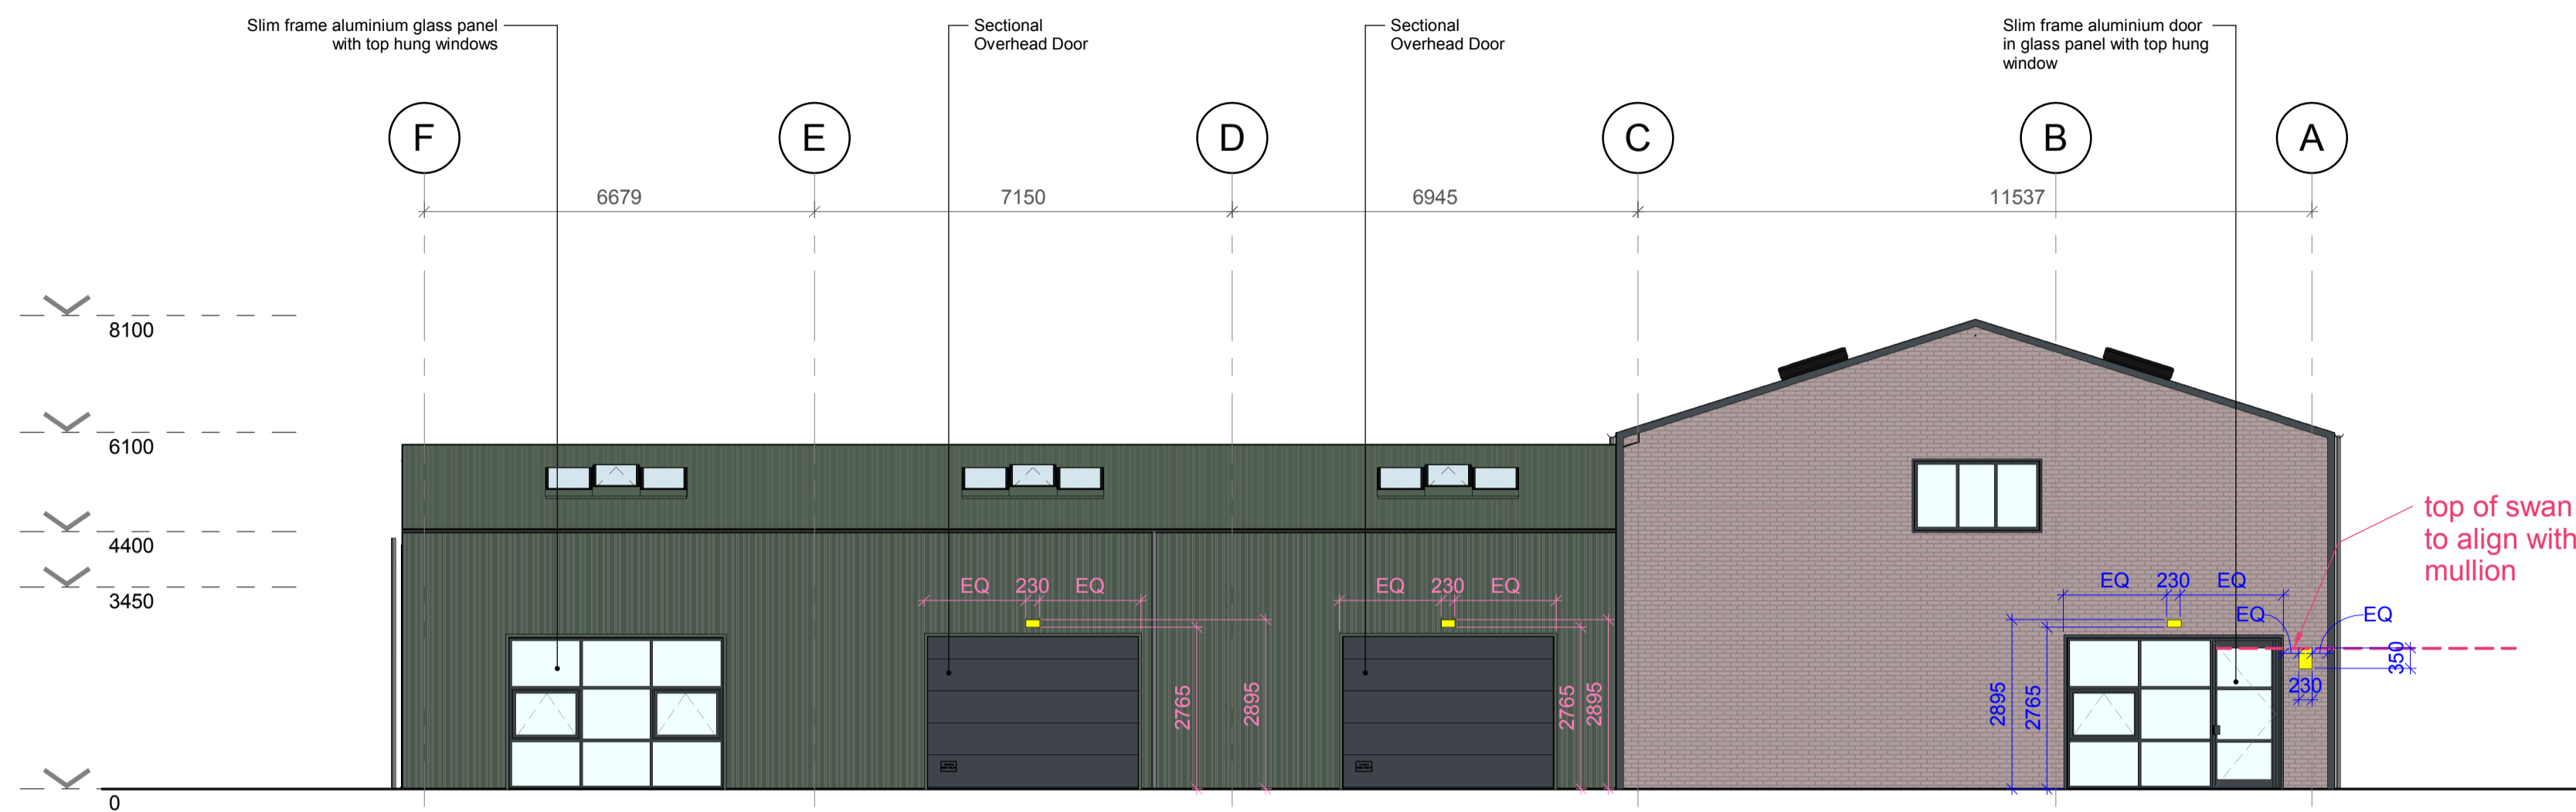 Slim frame aluminium glass panel
with top hung windows
Sectional
Overhead Door
Sectional
Overhead Door
Slim frame aluminium door
in glass panel with top hung
window
F
E
D
C
B
A
6679
7150
6945
11537
8100
6100
4400
3450
0
EQ 230 EQ
2765
2895
EQ 230 EQ
2765
2895
EQ 230 EQ
2895
2765
EQ
EQ
350
230
top of swan
to align with
mullion